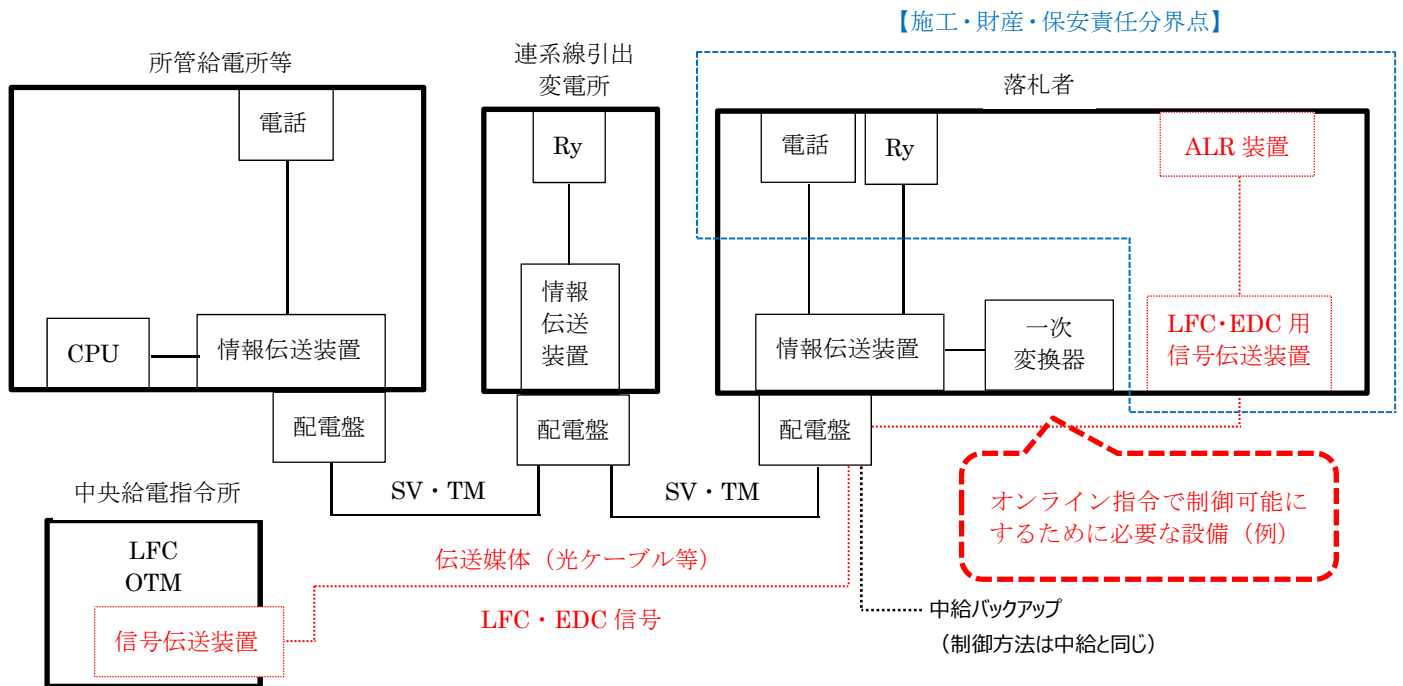 【施工・財産・保安責任分界点】
所管給電所等
連系線引出
変電所
落札者
電話
Ry
電話
Ry
ALR 装置
CPU
情報伝送装置
情報
伝送
装置
情報伝送装置
一次
変換器
LFC・EDC 用
信号伝送装置
配電盤
配電盤
配電盤
SV・TM
SV・TM
オンライン指令で制御可能に
するために必要な設備（例）
中央給電指令所
LFC
OTM
信号伝送装置
伝送媒体（光ケーブル等）
LFC・EDC 信号
中給バックアップ
（制御方法は中給と同じ）